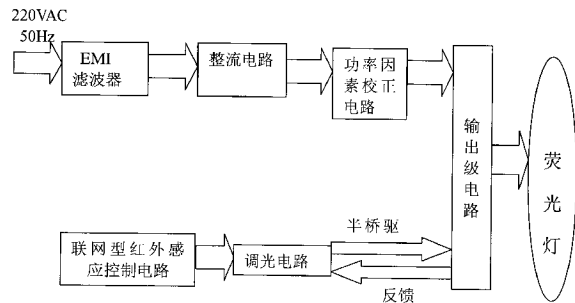 220VAC
50Hz
EMI
滤波器
整流电路
功率因
素校正
电路
输
出
级
电
路
荧
光
灯
联网型红外感
应控制电路
调光电路
半桥驱
反馈